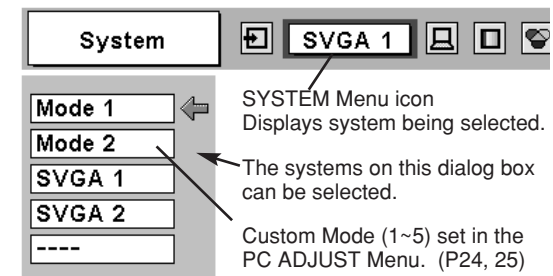 System
SVGA 1
SYSTEM Menu icon
Displays system being selected.
Mode 1
Mode 2
SVGA 1
SVGA 2
----
The systems on this dialog box
can be selected.
Custom Mode (1~5) set in the
PC ADJUST Menu. (P24, 25)